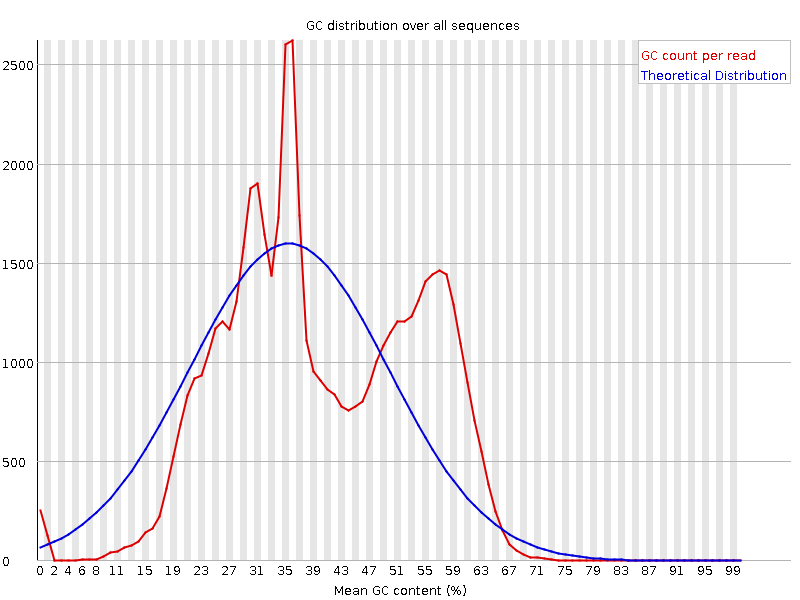 GC distribution over all sequences
GC count per read
Theoretical Distribution
2500
2000
1500
1000
500
0
0 2 4 6 8 11 15 19 23 27 31 35 39 43 47 51 55 59 63 67 71 75 79 83 87 91 95 99
Mean GC content (%)